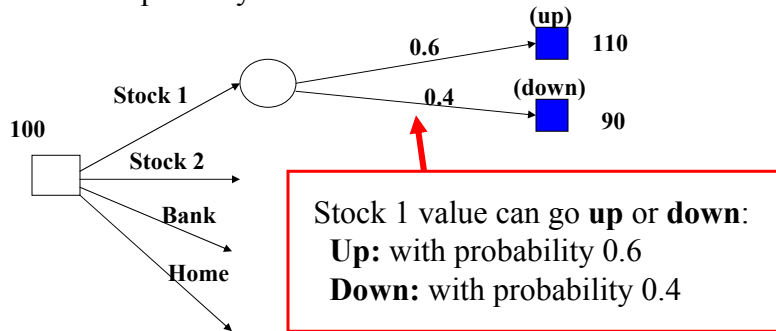 (up)
0.6
110
Stock 1
(down)
0.4
90
100
Stock 2
Bank
Home
Stock 1 value can go up or down:
Up: with probability 0.6
Down: with probability 0.4